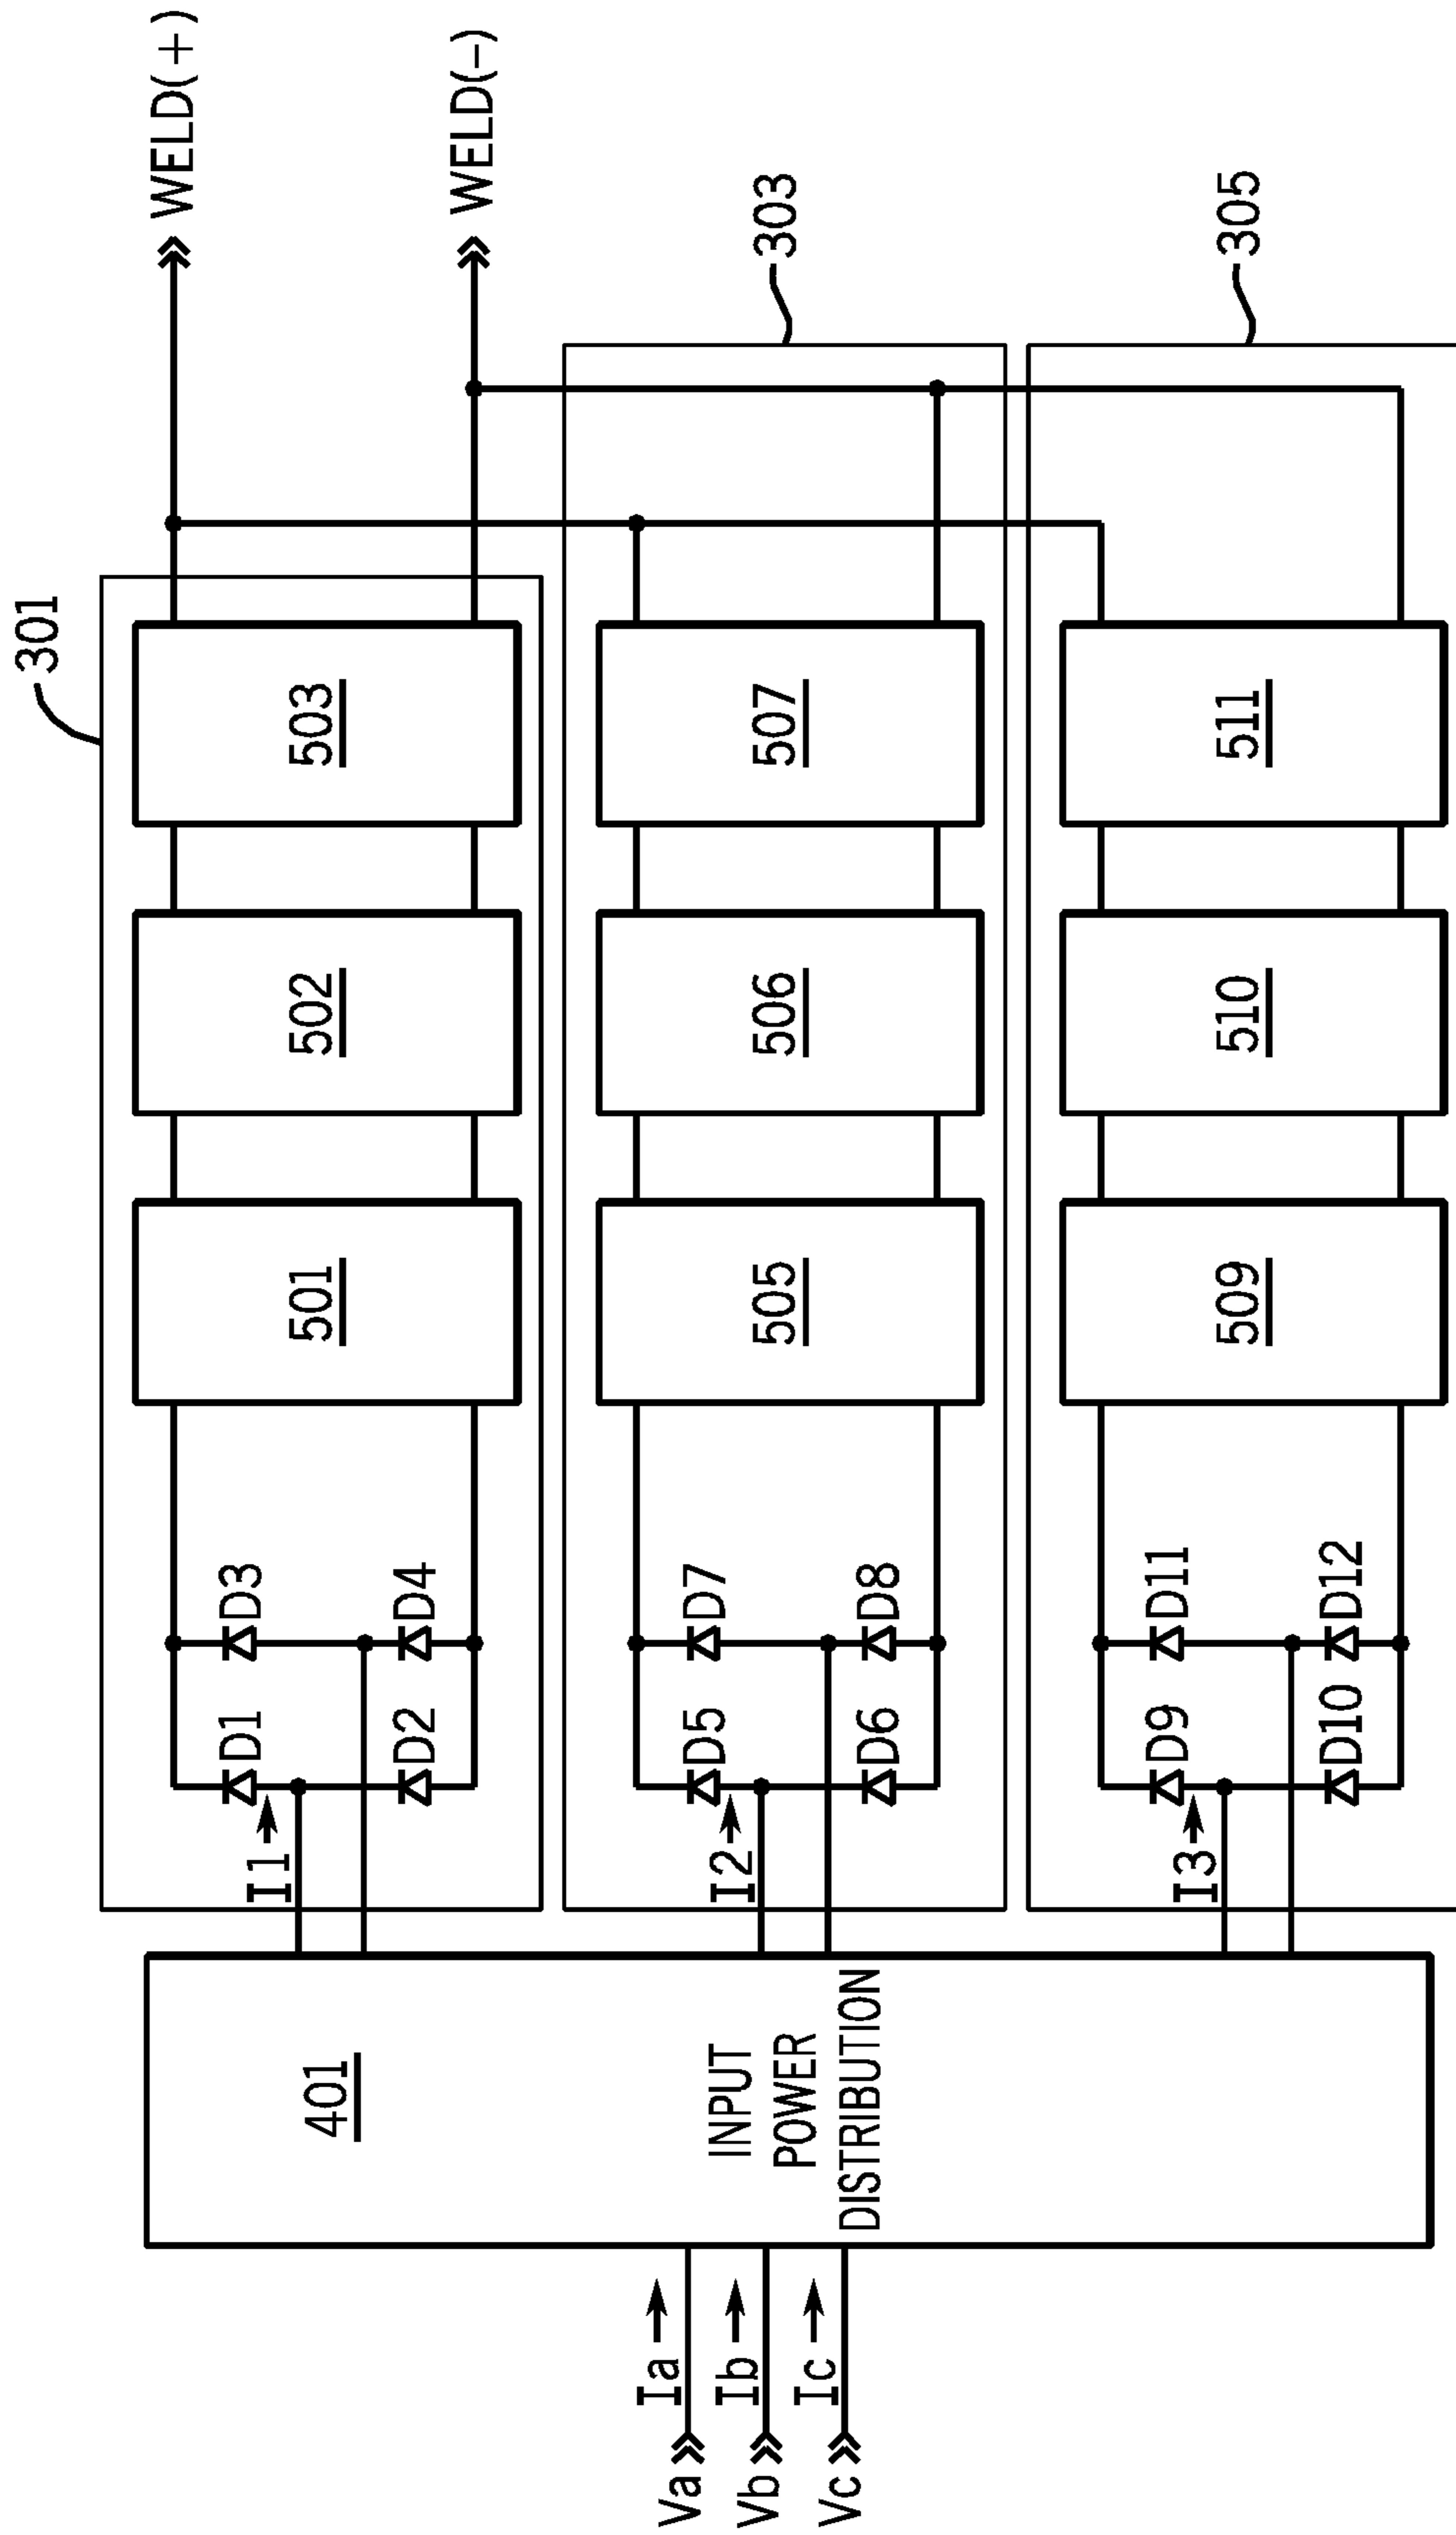 301
WELD(+)
503
502
501
D3
D1
D4
D2
I1
WELD(-)
303
507
506
505
D7
D5
D8
D6
I2
305
511
510
509
D11
D9
D12
D10
I3
401
INPUT
POWER
DISTRIBUTION
Ia
Va
Ib
Vb
Ic
Vc